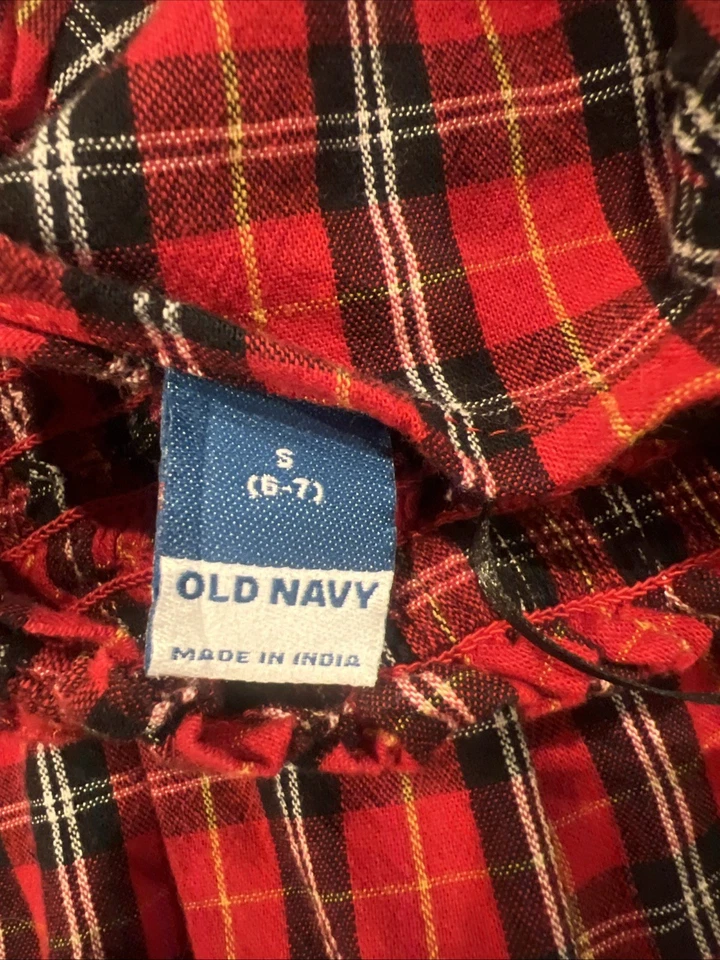 S
(6-7)
OLD NAVY
MADE IN INDIA